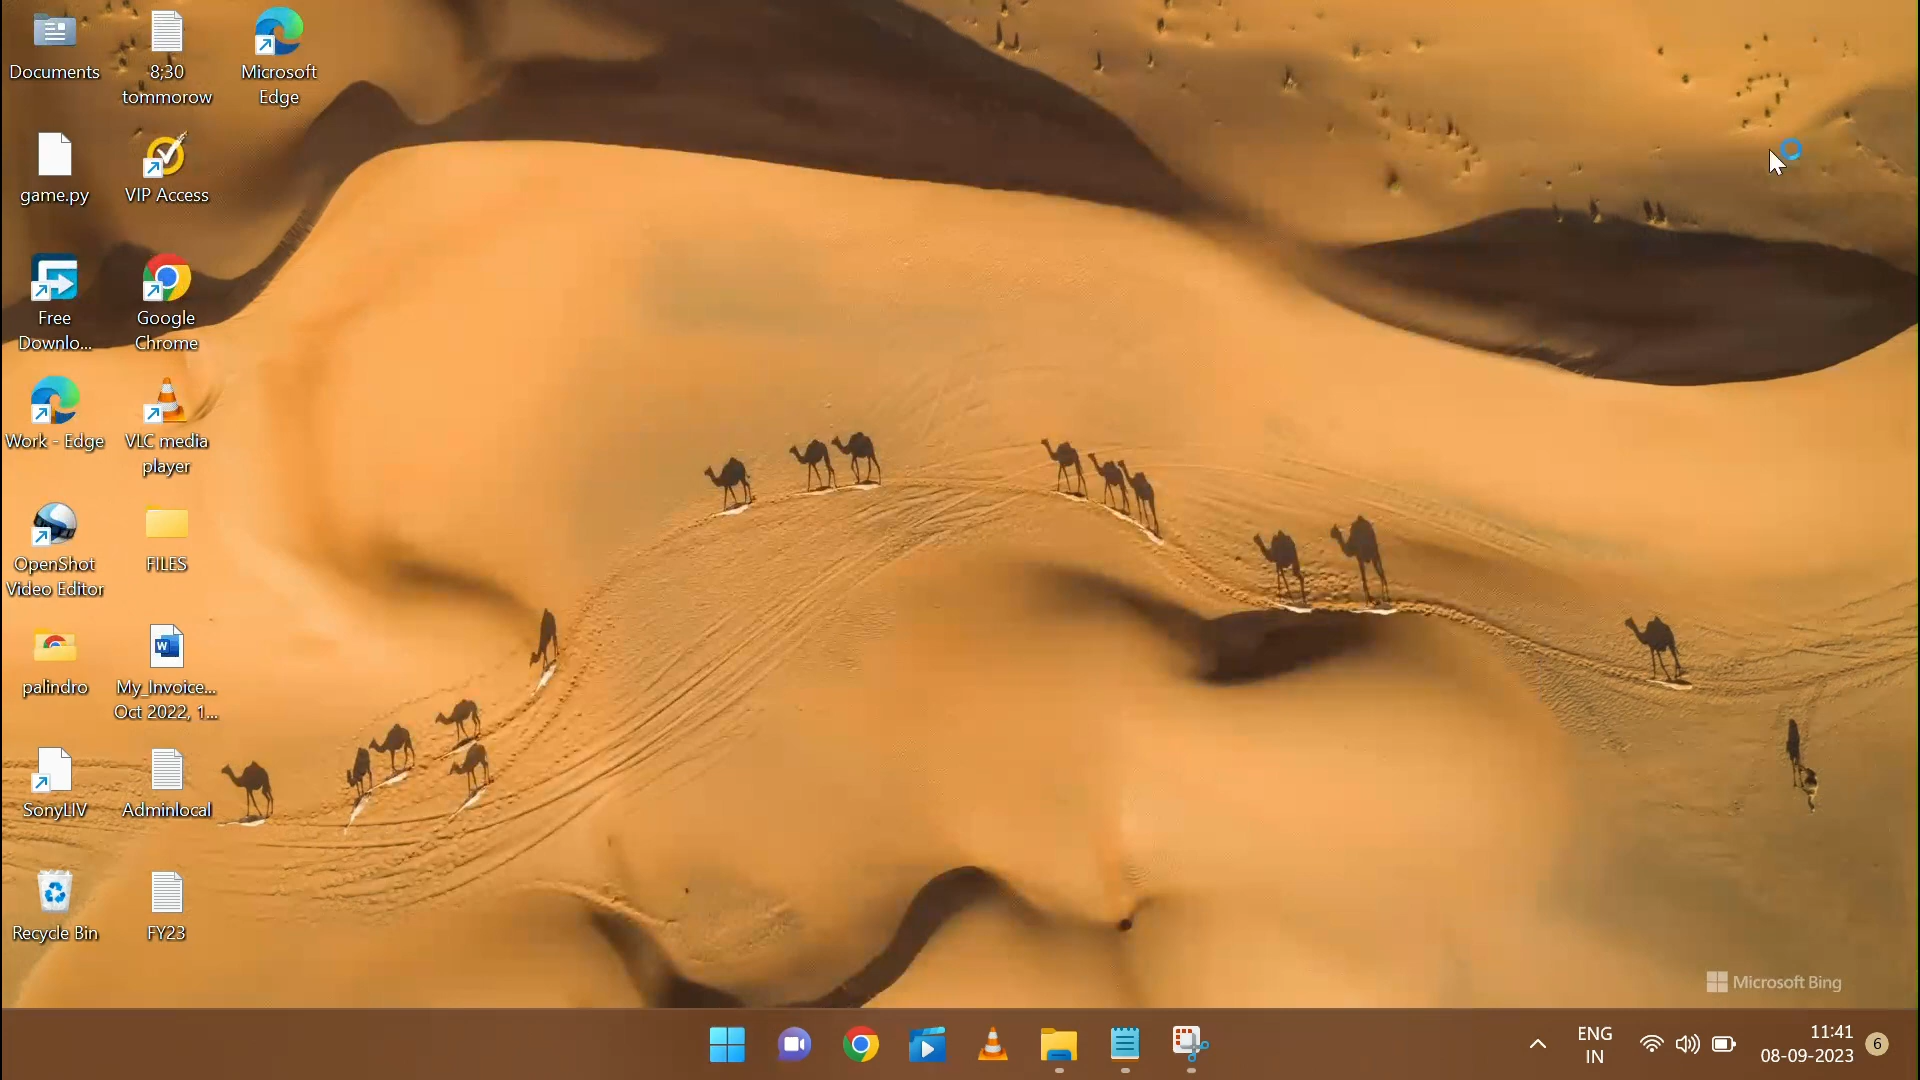 Documents
8;30
tommorow
Microsoft
Edge
game.py
VIP Access
Free
Downlo...
Google
Chrome
Work - Edge
VLC media
player
OpenShot
Video Editor
FILES
palindro
My_Invoice...
Oct 2022, 1...
SonyLIV
Adminlocal
Recycle Bin
FY23
Microsoft Bing
ENG
IN
11:41
08-09-2023
6